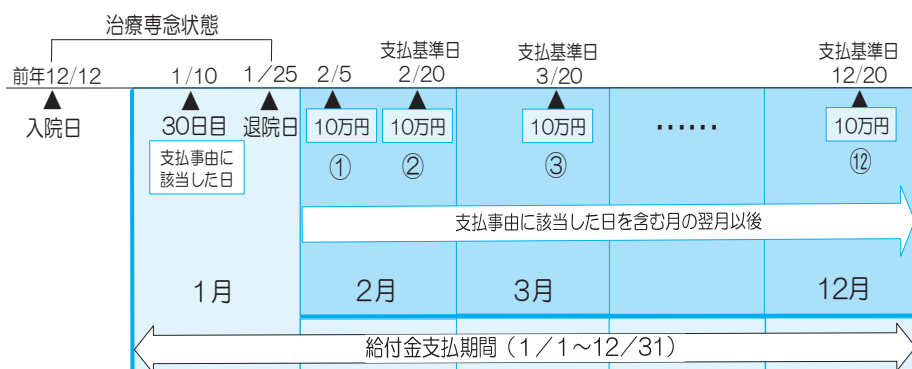 治療専念状態
支払基準日 支払基準日 支払基準日
前年12/12 1/10 1/25 2/5 2/20 3/20 12/20
入院日 30日目 退院日 10万円 10万円 10万円 …… 10万円
支払事由に
該当した日
① ② ③ ⑫
支払事由に該当した日を含む月の翌月以後
1月 2月 3月 12月
給付金支払期間(1/1~12/31)